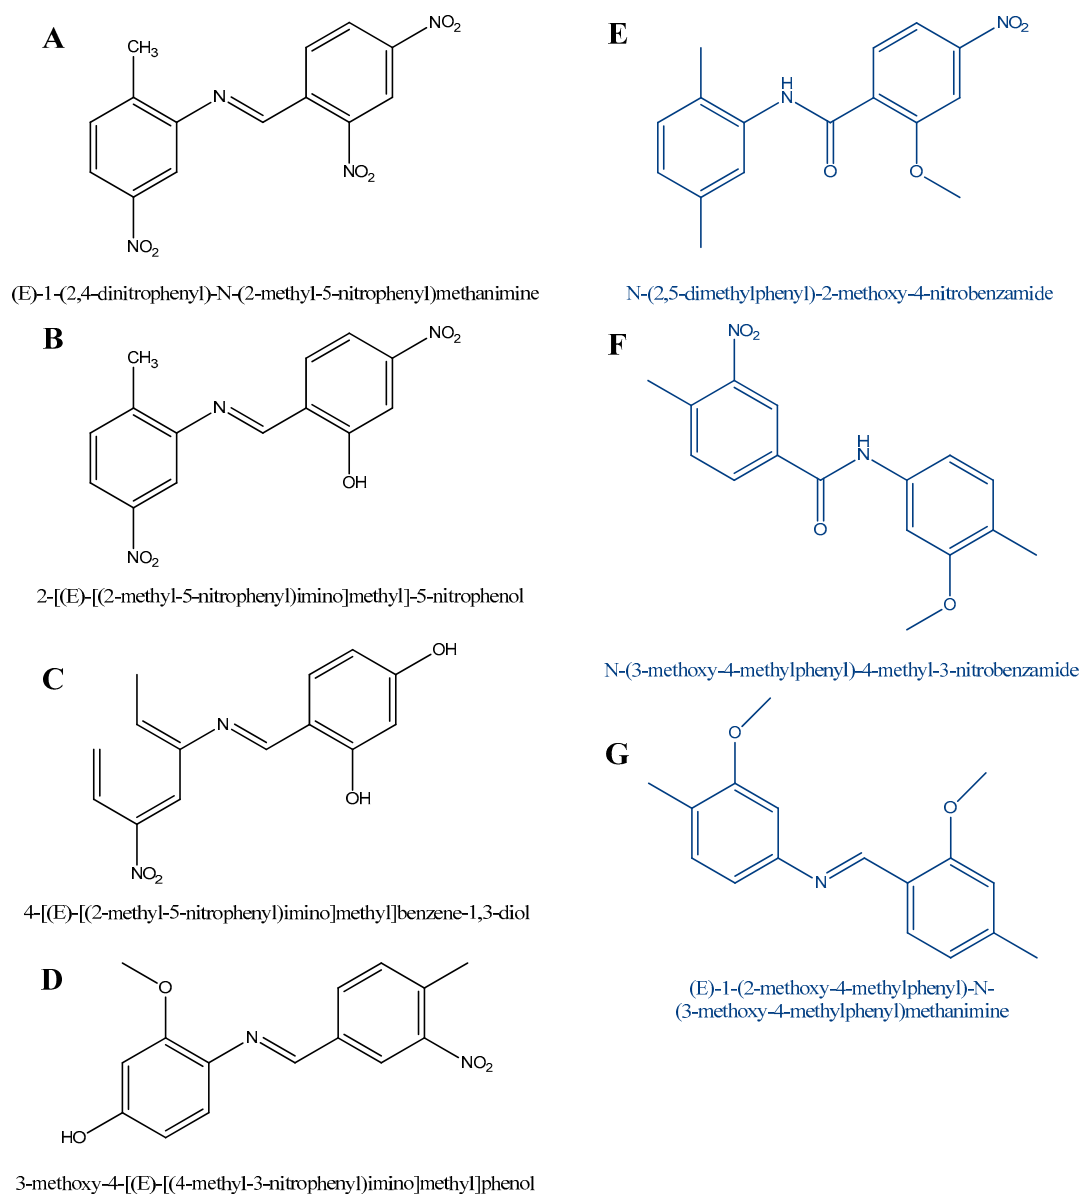 A
CH3
N
NO2
NO2
NO2
(E)-1-(2,4-dinitrophenyl)-N-(2-methyl-5-nitrophenyl)methanimine
B
CH3
N
NO2
OH
NO2
2-[(E)-[(2-methyl-5-nitrophenyl)imino]methyl]-5-nitrophenol
C
N
OH
OH
NO2
4-[(E)-[(2-methyl-5-nitrophenyl)imino]methyl]benzene-1,3-diol
D
O
N
NO2
HO
3-methoxy-4-[(E)-[(4-methyl-3-nitrophenyl)imino]methyl]phenol
E
NO2
H
N
O
O
N-(2,5-dimethylphenyl)-2-methoxy-4-nitrobenzamide
F
NO2
H
N
O
O
N-(3-methoxy-4-methylphenyl)-4-methyl-3-nitrobenzamide
G
O
O
N
(E)-1-(2-methoxy-4-methylphenyl)-N-
(3-methoxy-4-methylphenyl)methanimine